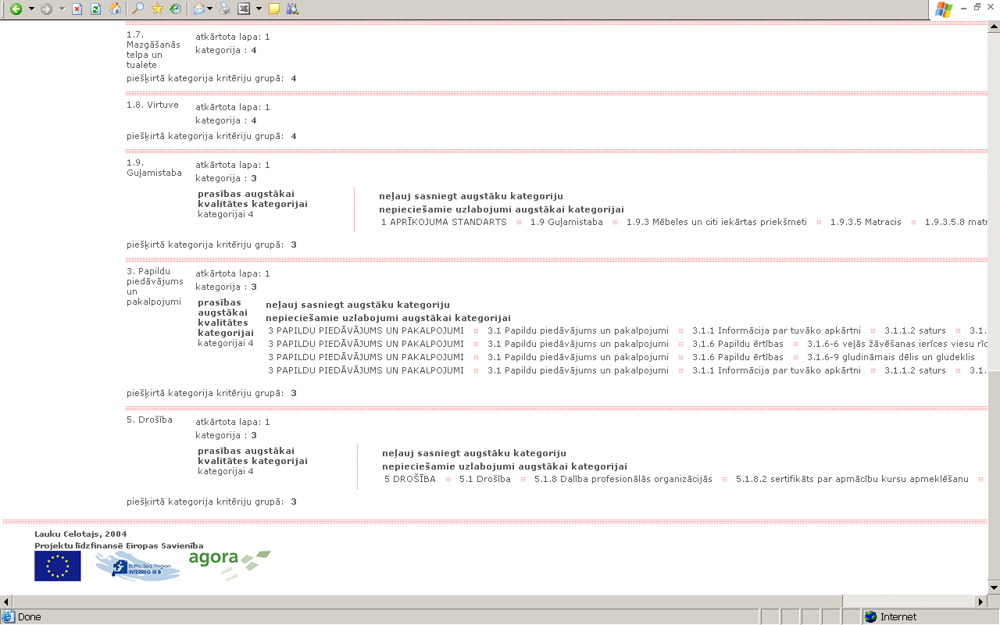 1.7.
Mazgāšanās
telpa un
tualete
atkārtota lapa: 1
kategorija : 4
piešķirtā kategorija kritēriju grupā: 4
1.8. Virtuve
atkārtota lapa: 1
kategorija : 4
piešķirtā kategorija kritēriju grupā: 4
1.9.
Guļamistaba
atkārtota lapa: 1
kategorija : 3
prasības augstākai
kvalitātes kategorijai
kategorijai 4
neļauj sasniegt augstāku kategoriju
nepieciešamie uzlabojumi augstākai kategorijai
1 APRĪKOJUMA STANDARTS 1.9 Guļamistaba 1.9.3 Mēbeles un citi iekārtas priekšmeti 1.9.3.5 Matracis 1.9.3.5.8 matr
piešķirtā kategorija kritēriju grupā: 3
3. Papildu
piedāvājums
un
pakalpojumi
atkārtota lapa: 1
kategorija : 3
prasības
augstākai
kvalitātes
kategorijai
kategorijai 4
neļauj sasniegt augstāku kategoriju
nepieciešamie uzlabojumi augstākai kategorijai
3 PAPILDU PIEDĀVĀJUMS UN PAKALPOJUMI 3.1 Papildu piedāvājums un pakalpojumi 3.1.1 Informācija par tuvāko apkārtni 3.1.1.2 saturs 3.1.
3 PAPILDU PIEDĀVĀJUMS UN PAKALPOJUMI 3.1 Papildu piedāvājums un pakalpojumi 3.1.6 Papildu ērtības 3.1.6-6 veļās žāvēšanas ierīces viesu rīc
3 PAPILDU PIEDĀVĀJUMS UN PAKALPOJUMI 3.1 Papildu piedāvājums un pakalpojumi 3.1.6 Papildu ērtības 3.1.6-9 gludināmais dēlis un gludeklis
3 PAPILDU PIEDĀVĀJUMS UN PAKALPOJUMI 3.1 Papildu piedāvājums un pakalpojumi 3.1.1 Informācija par tuvāko apkārtni 3.1.1.2 saturs 3.1.
piešķirtā kategorija kritēriju grupā: 3
5. Drošība
atkārtota lapa: 1
kategorija : 3
prasības augstākai
kvalitātes kategorijai
kategorijai 4
neļauj sasniegt augstāku kategoriju
nepieciešamie uzlabojumi augstākai kategorijai
5 DROŠĪBA 5.1 Drošība 5.1.8 Dalība profesionālās organizācijās 5.1.8.2 sertifikāts par apmācību kursu apmeklēšanu
piešķirtā kategorija kritēriju grupā: 3
Lauku Celotajs, 2004
Projektu līdzfinansē Eiropas Savienība
Baltic Sea Region
INTERREG III B
agora
Done
Internet